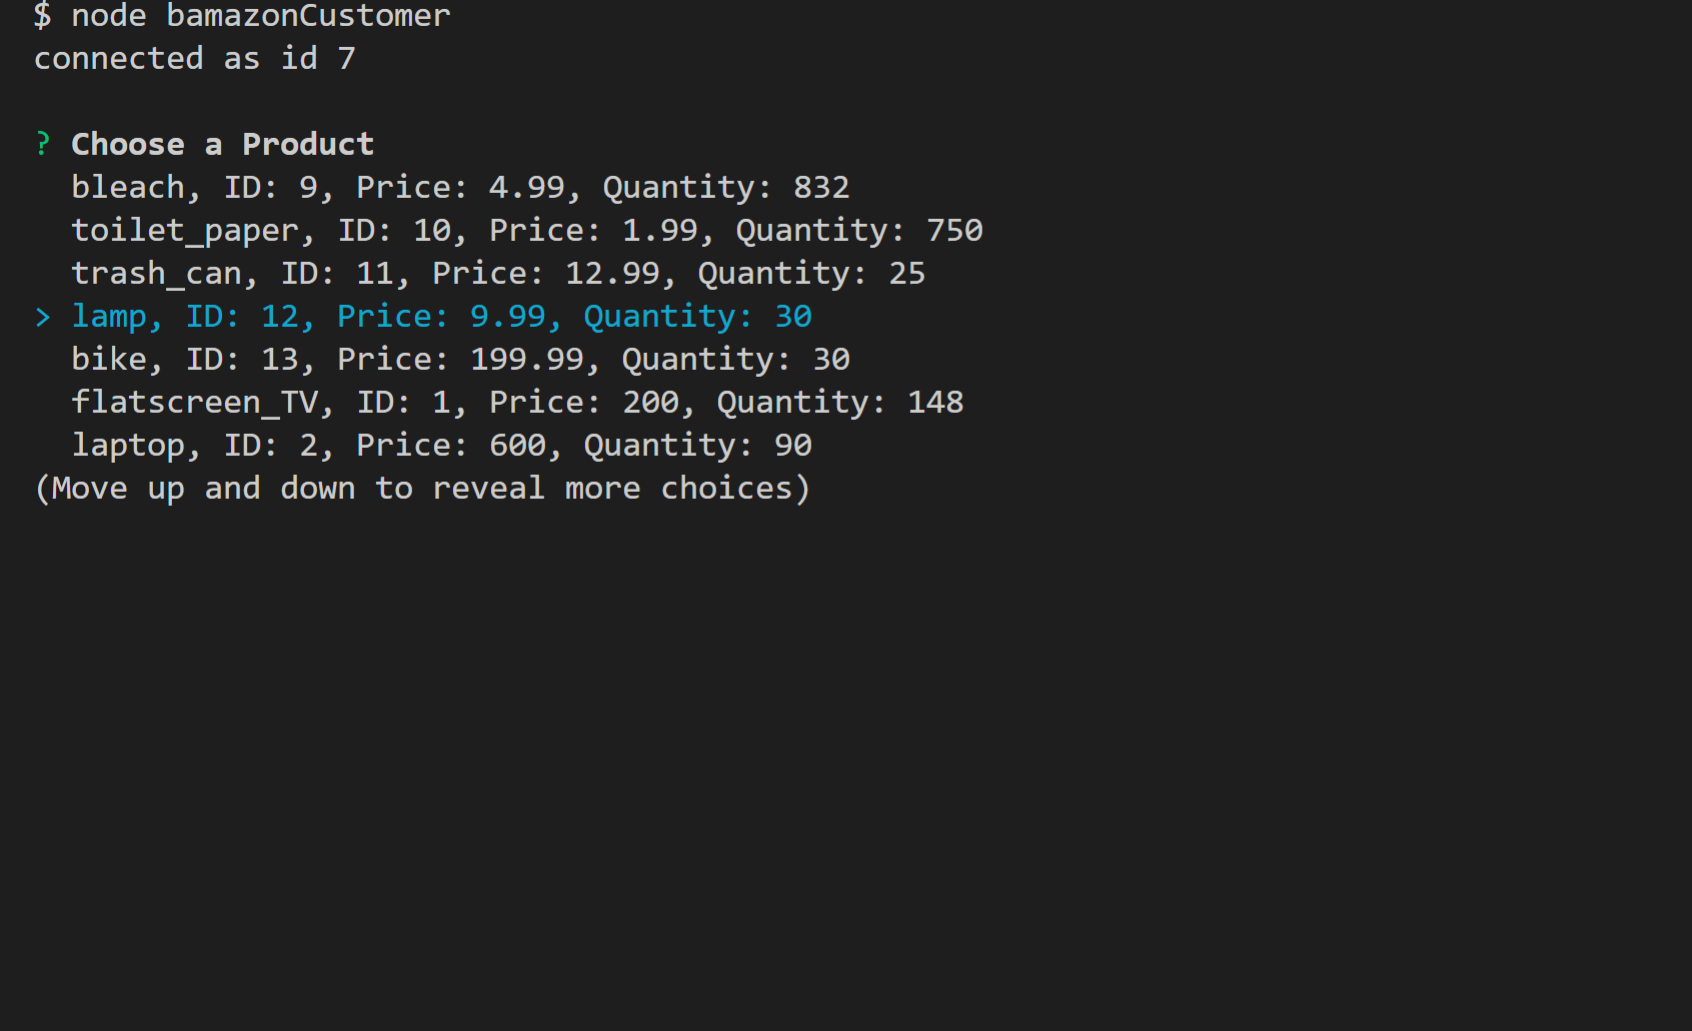 $ node bamazonCustomer
connected as id 7
? Choose a Product
bleach, ID: 9, Price: 4.99, Quantity: 832
toilet_paper, ID: 10, Price: 1.99, Quantity: 750
trash_can, ID: 11, Price: 12.99, Quantity: 25
> lamp, ID: 12, Price: 9.99, Quantity: 30
bike, ID: 13, Price: 199.99, Quantity: 30
flatscreen_TV, ID: 1, Price: 200, Quantity: 148
laptop, ID: 2, Price: 600, Quantity: 90
(Move up and down to reveal more choices)